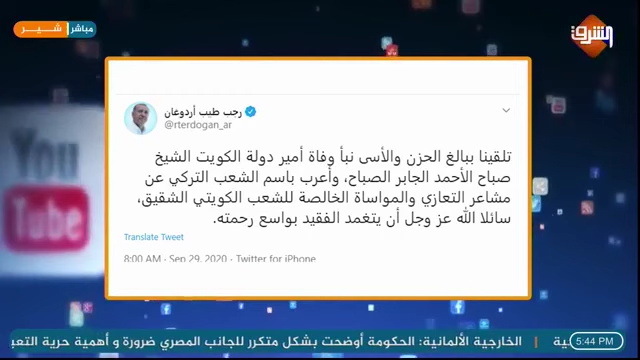 شير
مباشر
الشرق
رجب طيب أردوغان
@rterdogan_ar
تلقينا ببالغ الحزن والأسى نبأ وفاة أمير دولة الكويت الشيخ
صباح الأحمد الجابر الصباح، وأعرب باسم الشعب التركي عن
مشاعر التعازي والمواساة الخالصة للشعب الكويتي الشقيق،
سائلا الله عز وجل أن يتغمد الفقيد بواسع رحمته.
Translate Tweet
8:00 AM · Sep 29, 2020 · Twitter for iPhone
You
Tube
الخارجية الألمانية: الحكومة أوضحت بشكل متكرر للجانب المصري ضرورة و أهمية حرية التعب
5:44 PM